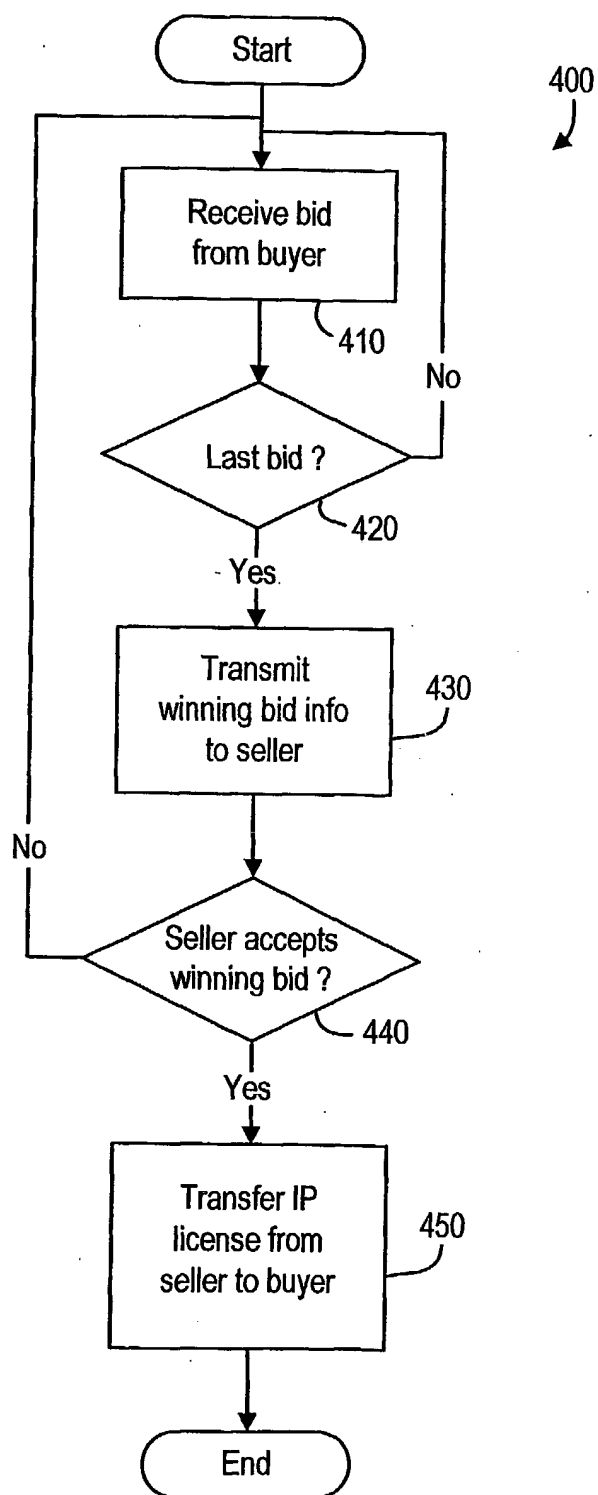 Start
400
Receive bid
from buyer
410
No
Last bid ?
420
Yes
Transmit
winning bid info
to seller
430
No
Seller accepts
winning bid ?
440
Yes
Transfer IP
license from
seller to buyer
450
End